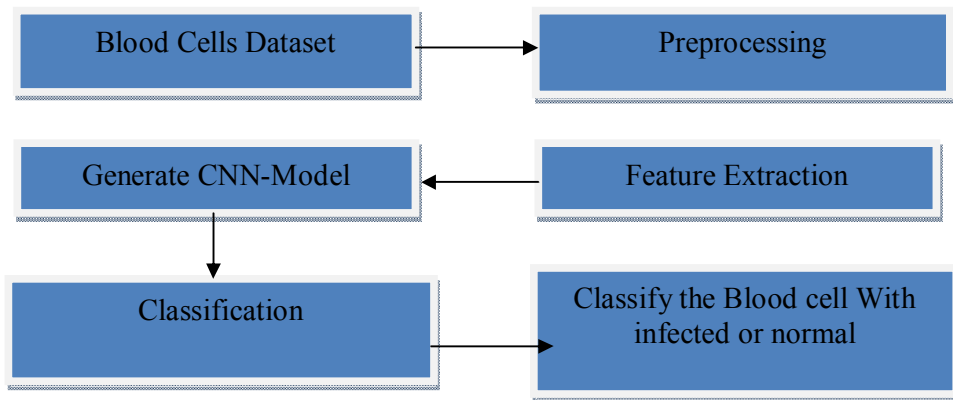 Blood Cells Dataset
Preprocessing
Generate CNN-Model
Feature Extraction
Classification
Classify the Blood cell With
infected or normal